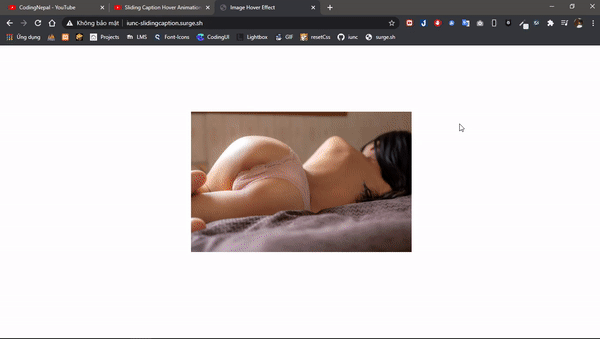 CodingNepal - YouTube
Sliding Caption Hover Animation
Image Hover Effect
Không bảo mật | iunc-slidingcaption.surge.sh
Ứng dụng Projects LMS Font-Icons CodingUI Lightbox GIF resetCss iunc surge.sh